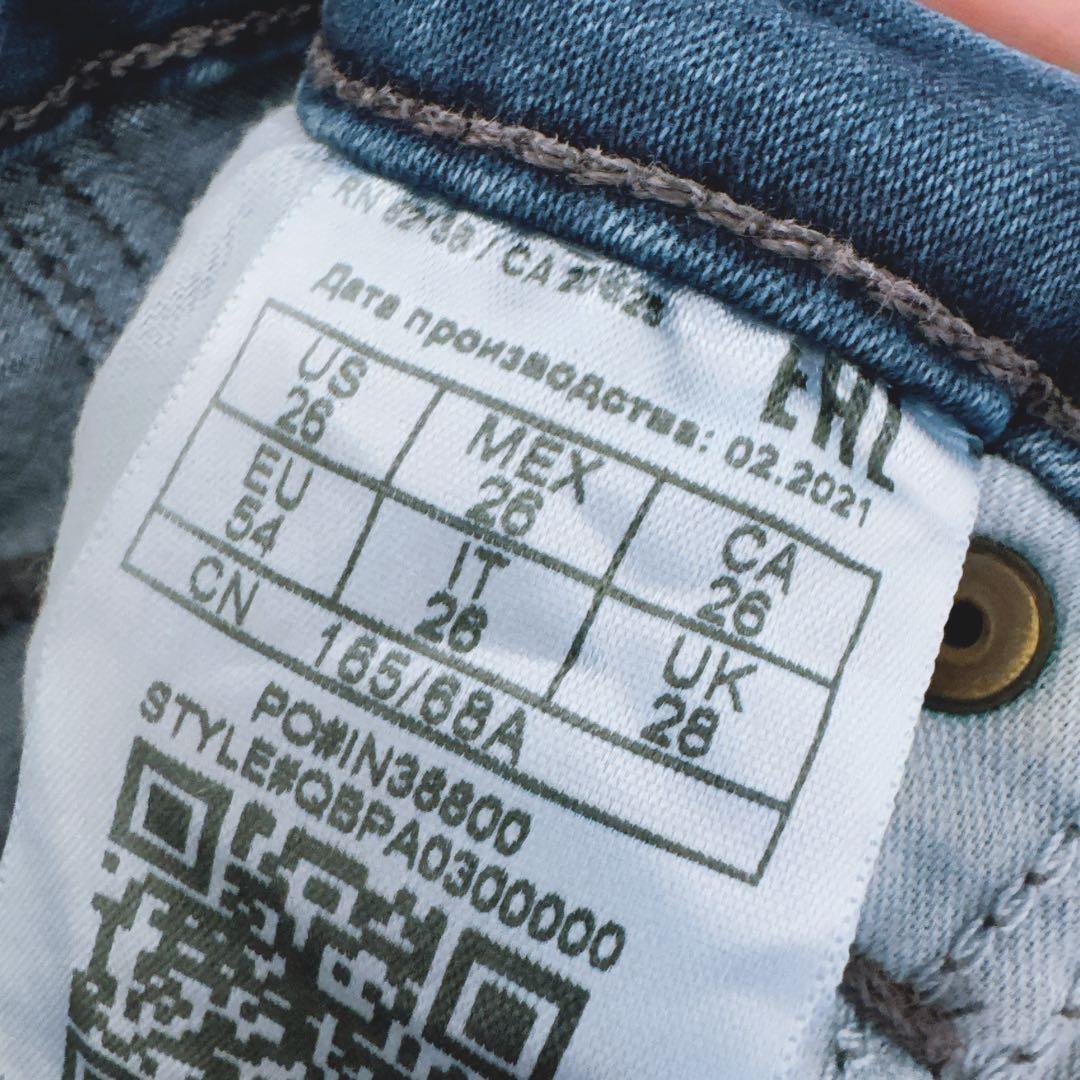 Дата производства: 02.2021
EAC
US 26
MEX 26
CA 26
EU 54
IT 26
UK 28
CN 165/68A
PO#IN38800
STYLE#QBPA0300000